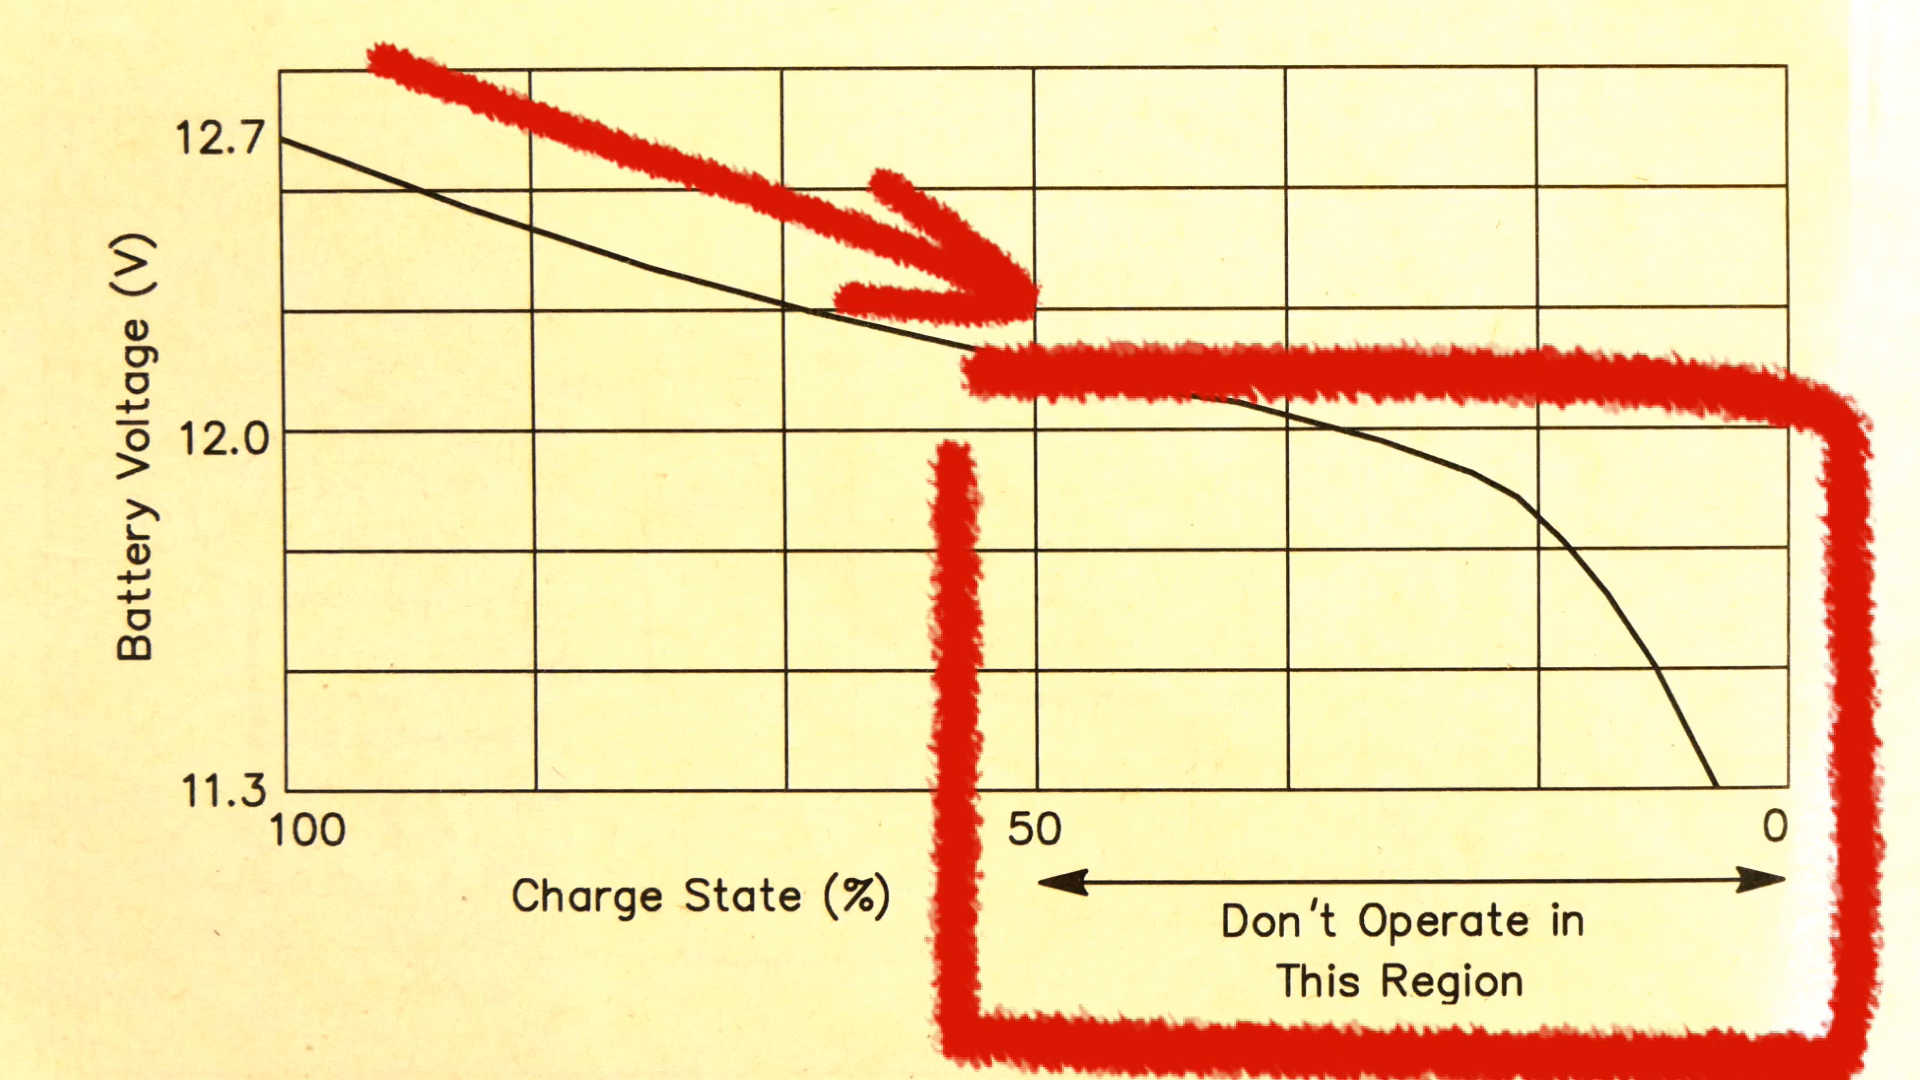 12.7
12.0
11.3
Battery Voltage (V)
100
50
0
Charge State (%)
Don't Operate in
This Region